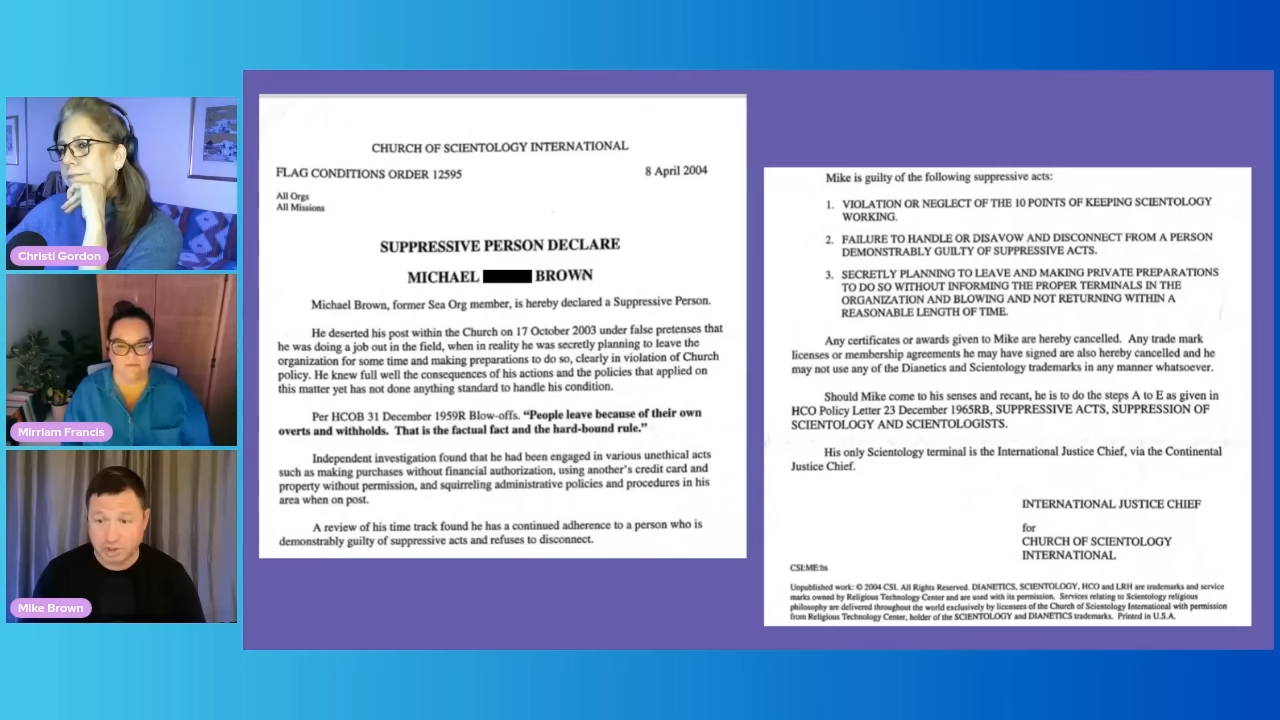 Christi Gordon
Mirriam Francis
Mike Brown
CHURCH OF SCIENTOLOGY INTERNATIONAL
FLAG CONDITIONS ORDER 12595
8 April 2004
All Orgs
All Missions
SUPPRESSIVE PERSON DECLARE
MICHAEL BROWN
Michael Brown, former Sea Org member, is hereby declared a Suppressive Person.
He deserted his post within the Church on 17 October 2003 under false pretenses that
he was doing a job out in the field, when in reality he was secretly planning to leave the
organization for some time and making preparations to do so, clearly in violation of Church
policy. He knew full well the consequences of his actions and the policies that applied on
this matter yet has not done anything standard to handle his condition.
Per HCOB 31 December 1959R Blow-offs. “People leave because of their own
overts and withholds. That is the factual fact and the hard-bound rule.”
Independent investigation found that he had been engaged in various unethical acts
such as making purchases without financial authorization, using another's credit card and
property without permission, and squirreling administrative policies and procedures in his
area when on post.
A review of his time track found he has a continued adherence to a person who is
demonstrably guilty of suppressive acts and refuses to disconnect.
Mike is guilty of the following suppressive acts:
1. VIOLATION OR NEGLECT OF THE 10 POINTS OF KEEPING SCIENTOLOGY
WORKING.
2. FAILURE TO HANDLE OR DISAVOW AND DISCONNECT FROM A PERSON
DEMONSTRABLY GUILTY OF SUPPRESSIVE ACTS.
3. SECRETLY PLANNING TO LEAVE AND MAKING PRIVATE PREPARATIONS
TO DO SO WITHOUT INFORMING THE PROPER TERMINALS IN THE
ORGANIZATION AND BLOWING AND NOT RETURNING WITHIN A
REASONABLE LENGTH OF TIME.
Any certificates or awards given to Mike are hereby cancelled. Any trade mark
licenses or membership agreements he may have signed are also hereby cancelled and he
may not use any of the Dianetics and Scientology trademarks in any manner whatsoever.
Should Mike come to his senses and recant, he is to do the steps A to E as given in
HCO Policy Letter 23 December 1965RB, SUPPRESSIVE ACTS, SUPPRESSION OF
SCIENTOLOGY AND SCIENTOLOGISTS.
His only Scientology terminal is the International Justice Chief, via the Continental
Justice Chief.
INTERNATIONAL JUSTICE CHIEF
for
CHURCH OF SCIENTOLOGY
INTERNATIONAL
CSI:ME:bs
Unpublished work: © 2004 CSI. All Rights Reserved. DIANETICS, SCIENTOLOGY, HCO and LRH are trademarks and service
marks owned by Religious Technology Center and are used with its permission. Services relating to Scientology religious
philosophy are delivered throughout the world exclusively by licensees of the Church of Scientology International with permission
from Religious Technology Center, holder of the SCIENTOLOGY and DIANETICS trademarks. Printed in U.S.A.